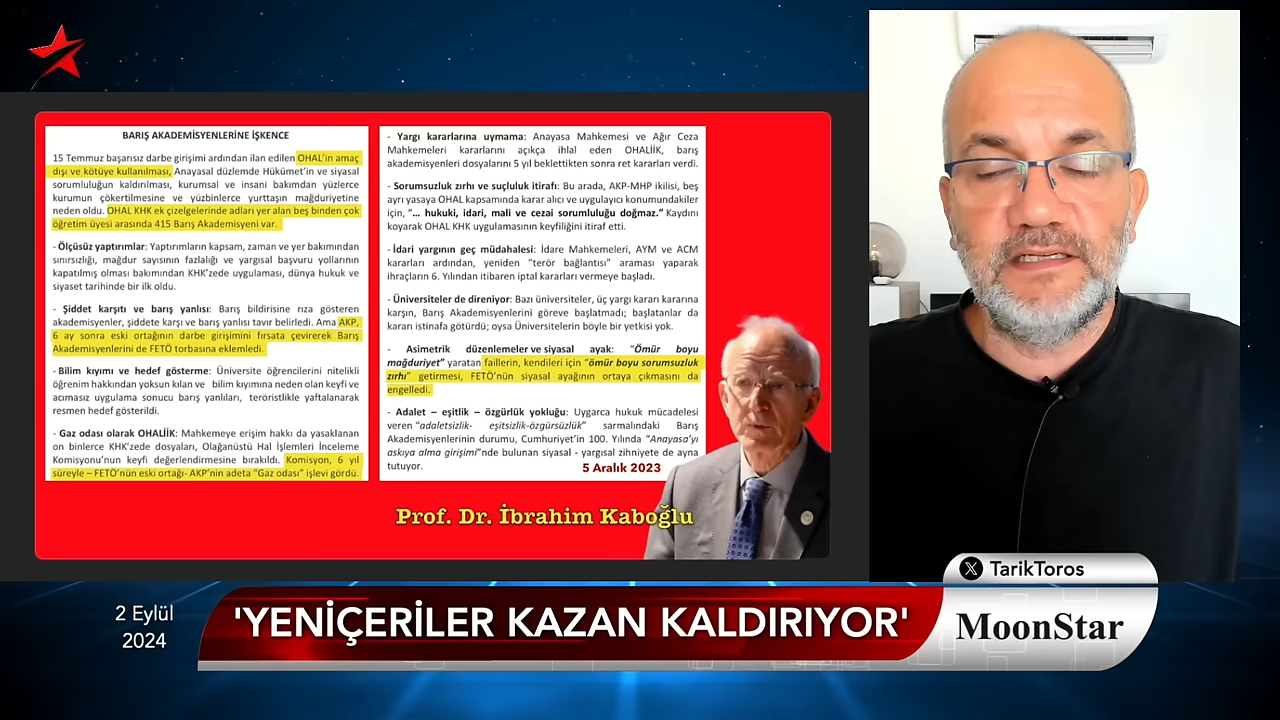 BARIŞ AKADEMİSYENLERİNE İŞKENCE
15 Temmuz başarısız darbe girişimi ardından ilan edilen OHAL'in amaç
dışı ve kötüye kullanılması, Anayasal düzlemde Hükümet'in ve siyasal
sorumluluğun kaldırılması, kurumsal ve insani bakımdan yüzlerce
kurumun çökertilmesine ve yüzbinlerce yurttaşın mağduriyetine
neden oldu. OHAL KHK ek çizelgelerinde adları yer alan beş binden çok
öğretim üyesi arasında 415 Barış Akademisyeni var.
- Ölçüsüz yaptırımlar: Yaptırımların kapsam, zaman ve yer bakımından
sınırsızlığı, mağdur sayısının fazlalığı ve yargısal başvuru yollarının
kapatılmış olması bakımından KHK'zede uygulaması, dünya hukuk ve
siyaset tarihinde bir ilk oldu.
- Şiddet karşıtı ve barış yanlısı: Barış bildirisine rıza gösteren
akademisyenler, şiddete karşı ve barış yanlısı tavır belirledi. Ama AKP,
6 ay sonra eski ortağının darbe girişimini fırsata çevirerek Barış
Akademisyenlerini de FETÖ torbasına eklemledi.
- Bilim kıyımı ve hedef gösterme: Üniversite öğrencilerini nitelikli
öğrenim hakkından yoksun kılan ve bilim kıyımına neden olan keyfi ve
acımasız uygulama sonucu barış yanlıları, teröristlikle yaftalanarak
resmen hedef gösterildi.
- Gaz odası olarak OHALİİK: Mahkemeye erişim hakkı da yasaklanan
on binlerce KHK'zede dosyaları, Olağanüstü Hal İşlemleri İnceleme
Komisyonu'nun keyfi değerlendirmesine bırakıldı. Komisyon, 6 yıl
süreyle – FETÖ'nün eski ortağı- AKP'nin adeta "Gaz odası" işlevi gördü.
- Yargı kararlarına uymama: Anayasa Mahkemesi ve Ağır Ceza
Mahkemeleri kararlarını açıkça ihlal eden OHALİİK, barış
akademisyenleri dosyalarını 5 yıl beklettikten sonra ret kararları verdi.
- Sorumsuzluk zırhı ve suçluluk itirafı: Bu arada, AKP-MHP ikilisi, beş
ayrı yasaya OHAL kapsamında karar alıcı ve uygulayıcı konumundakiler
için, "… hukuki, idari, mali ve cezai sorumluluğu doğmaz." Kaydını
koyarak OHAL KHK uygulamasının keyfiliğini itiraf etti.
- İdari yargının geç müdahalesi: İdare Mahkemeleri, AYM ve ACM
kararları ardından, yeniden "terör bağlantısı" araması yaparak
ihraçların 6. Yılından itibaren iptal kararları vermeye başladı.
- Üniversiteler de direniyor: Bazı üniversiteler, üç yargı kararı kararına
karşın, Barış Akademisyenlerini göreve başlatmadı; başlatanlar da
kararı istinafa götürdü; oysa Üniversitelerin böyle bir yetkisi yok.
- Asimetrik düzenlemeler ve siyasal ayak: "Ömür boyu
mağduriyet" yaratan faillerin, kendileri için "ömür boyu sorumsuzluk
zırhı" getirmesi, FETÖ'nün siyasal ayağının ortaya çıkmasını da
engelledi.
- Adalet – eşitlik – özgürlük yokluğu: Uygarca hukuk mücadelesi
veren "adaletsizlik- eşitsizlik-özgürsüzlük" sarmalındaki Barış
Akademisyenlerinin durumu, Cumhuriyet'in 100. Yılında "Anayasa'yı
askıya alma girişimi"nde bulunan siyasal - yargısal zihniyete de ayna
tutuyor.
5 Aralık 2023
Prof. Dr. İbrahim Kaboğlu
TarikToros
2 Eylül
2024
'YENİÇERİLER KAZAN KALDIRIYOR'
MoonStar